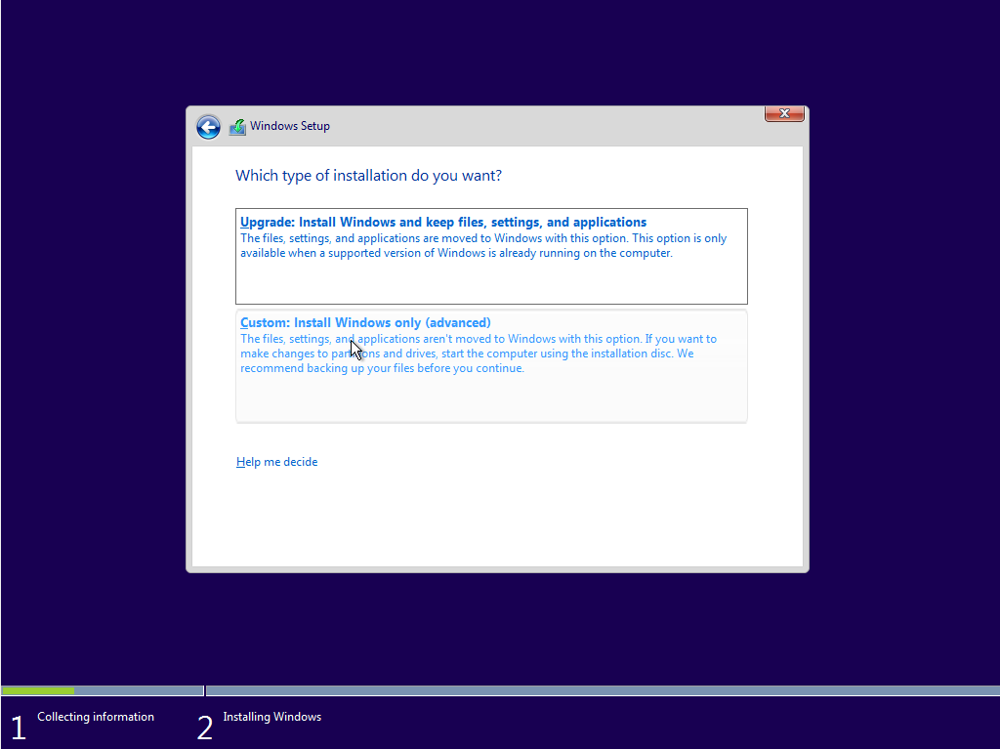 Windows Setup
Which type of installation do you want?
Upgrade: Install Windows and keep files, settings, and applications
The files, settings, and applications are moved to Windows with this option. This option is only
available when a supported version of Windows is already running on the computer.
Custom: Install Windows only (advanced)
The files, settings, and applications aren't moved to Windows with this option. If you want to
make changes to partitions and drives, start the computer using the installation disc. We
recommend backing up your files before you continue.
Help me decide
1 Collecting information
2 Installing Windows